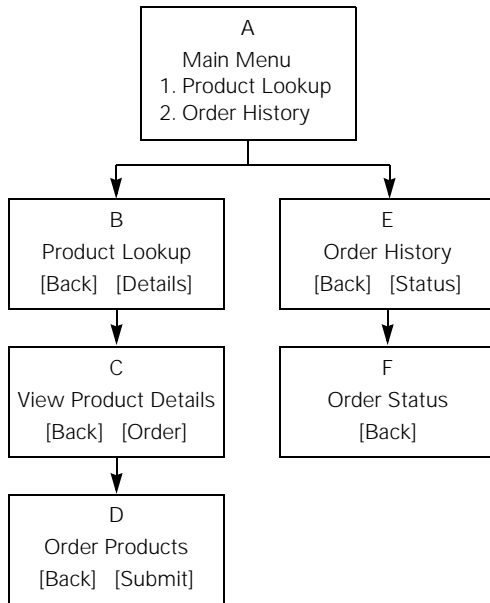 A
Main Menu
1. Product Lookup
2. Order History
B
Product Lookup
[Back] [Details]
E
Order History
[Back] [Status]
C
View Product Details
[Back] [Order]
F
Order Status
[Back]
D
Order Products
[Back] [Submit]